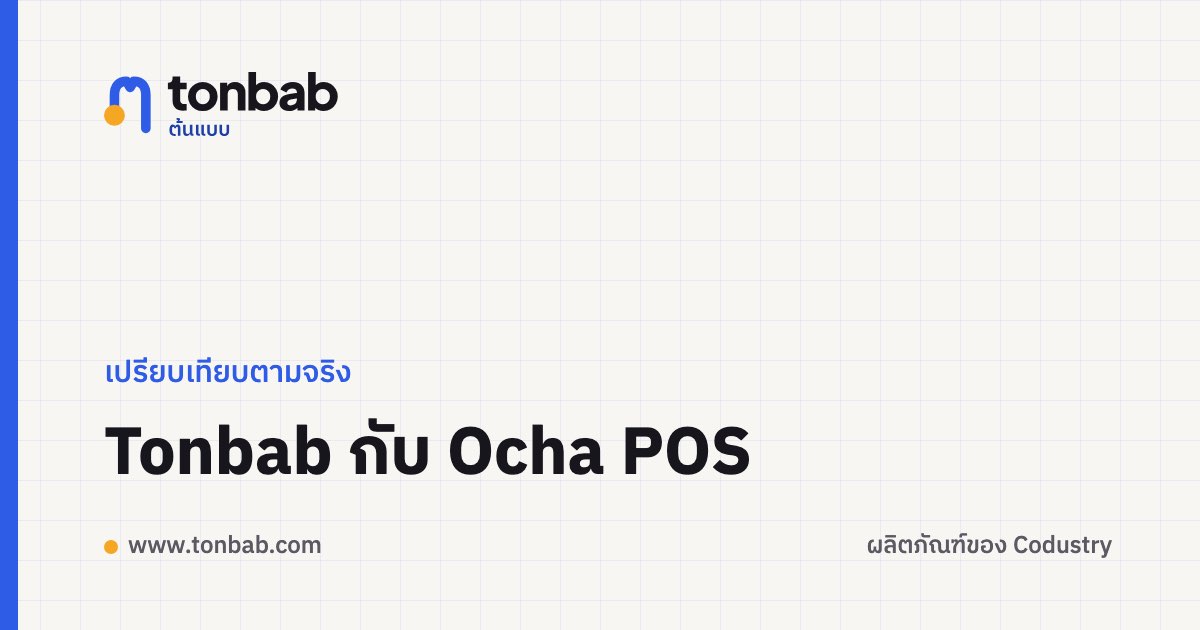 tonbab
ต้นแบบ
เปรียบเทียบตามจริง
Tonbab กับ Ocha POS
www.tonbab.com
ผลิตภัณฑ์ของ Codustry